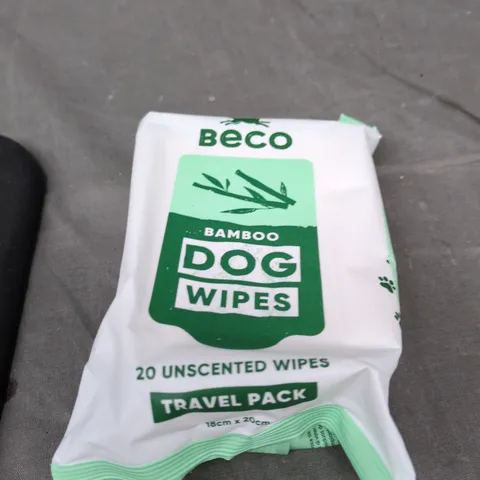 BECO
BAMBOO
DOG
WIPES
20 UNSCENTED WIPES
TRAVEL PACK
18cm x 20cm